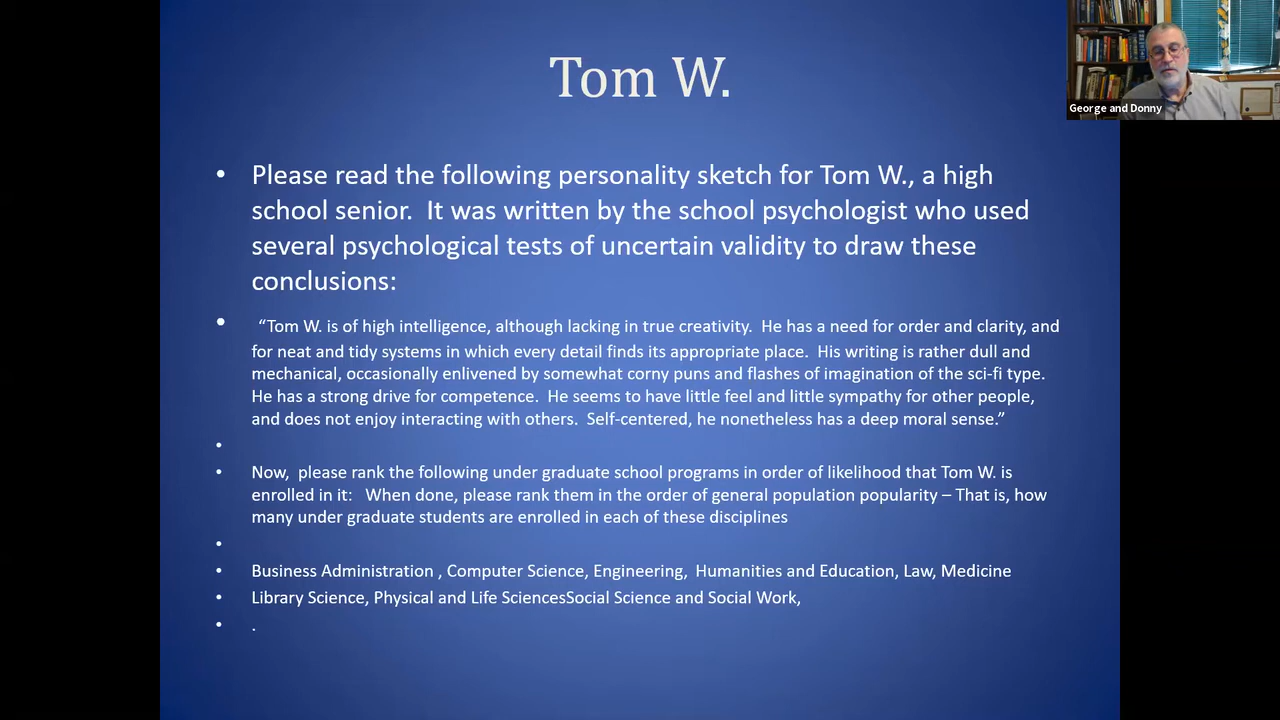 Tom W.
George and Donny
• Please read the following personality sketch for Tom W., a high
school senior.  It was written by the school psychologist who used
several psychological tests of uncertain validity to draw these
conclusions:
• “Tom W. is of high intelligence, although lacking in true creativity.  He has a need for order and clarity, and
for neat and tidy systems in which every detail finds its appropriate place.  His writing is rather dull and
mechanical, occasionally enlivened by somewhat corny puns and flashes of imagination of the sci-fi type.
He has a strong drive for competence.  He seems to have little feel and little sympathy for other people,
and does not enjoy interacting with others.  Self-centered, he nonetheless has a deep moral sense.”
•
• Now,  please rank the following under graduate school programs in order of likelihood that Tom W. is
enrolled in it:   When done, please rank them in the order of general population popularity – That is, how
many under graduate students are enrolled in each of these disciplines
•
• Business Administration , Computer Science, Engineering,  Humanities and Education, Law, Medicine
• Library Science, Physical and Life SciencesSocial Science and Social Work,
• .